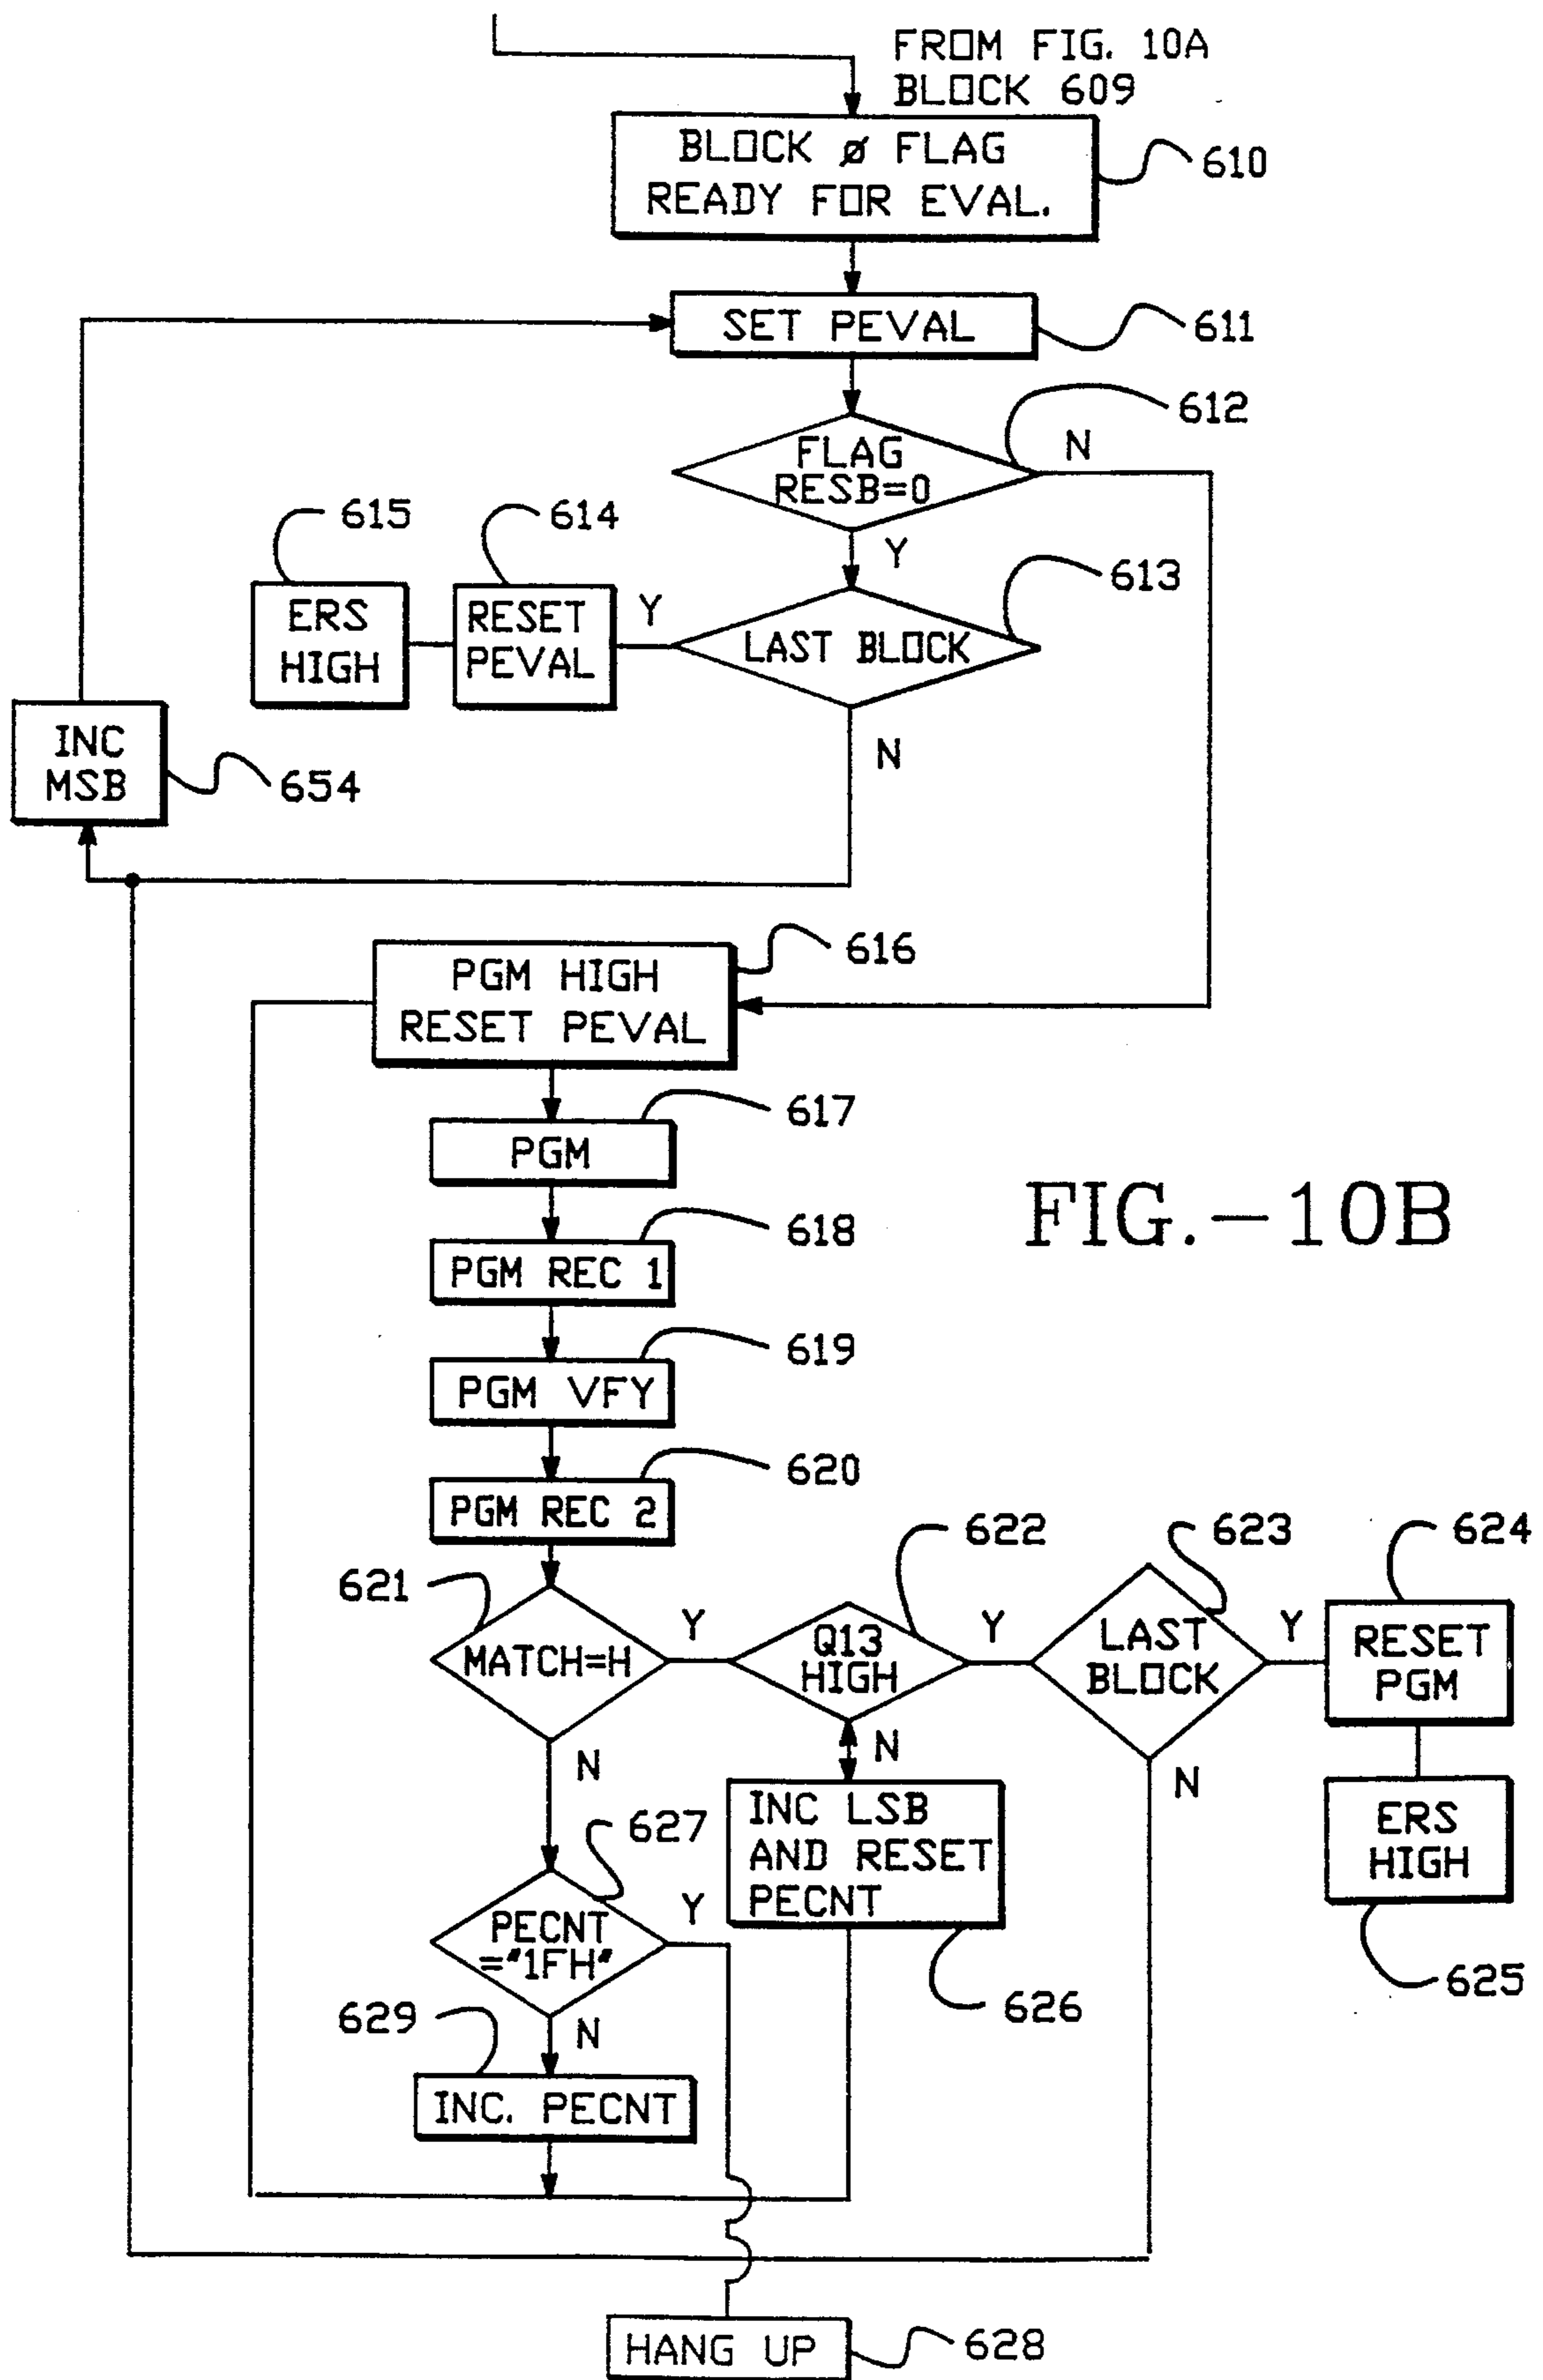 FROM FIG. 10A
BLOCK 609
BLOCK ø FLAG
READY FOR EVAL.
610
SET PEVAL
611
612
FLAG
RESB=0
N
Y
615
614
613
ERS
HIGH
RESET
PEVAL
Y
LAST BLOCK
INC
MSB
654
N
616
PGM HIGH
RESET PEVAL
617
PGM
FIG.-10B
618
PGM REC 1
619
PGM VFY
620
PGM REC 2
621
622
623
624
MATCH=H
Y
Q13
HIGH
Y
LAST
BLOCK
Y
RESET
PGM
N
N
N
627
INC LSB
AND RESET
PECNT
ERS
HIGH
PECNT
="1FH"
Y
626
625
629
N
INC. PECNT
HANG UP
628